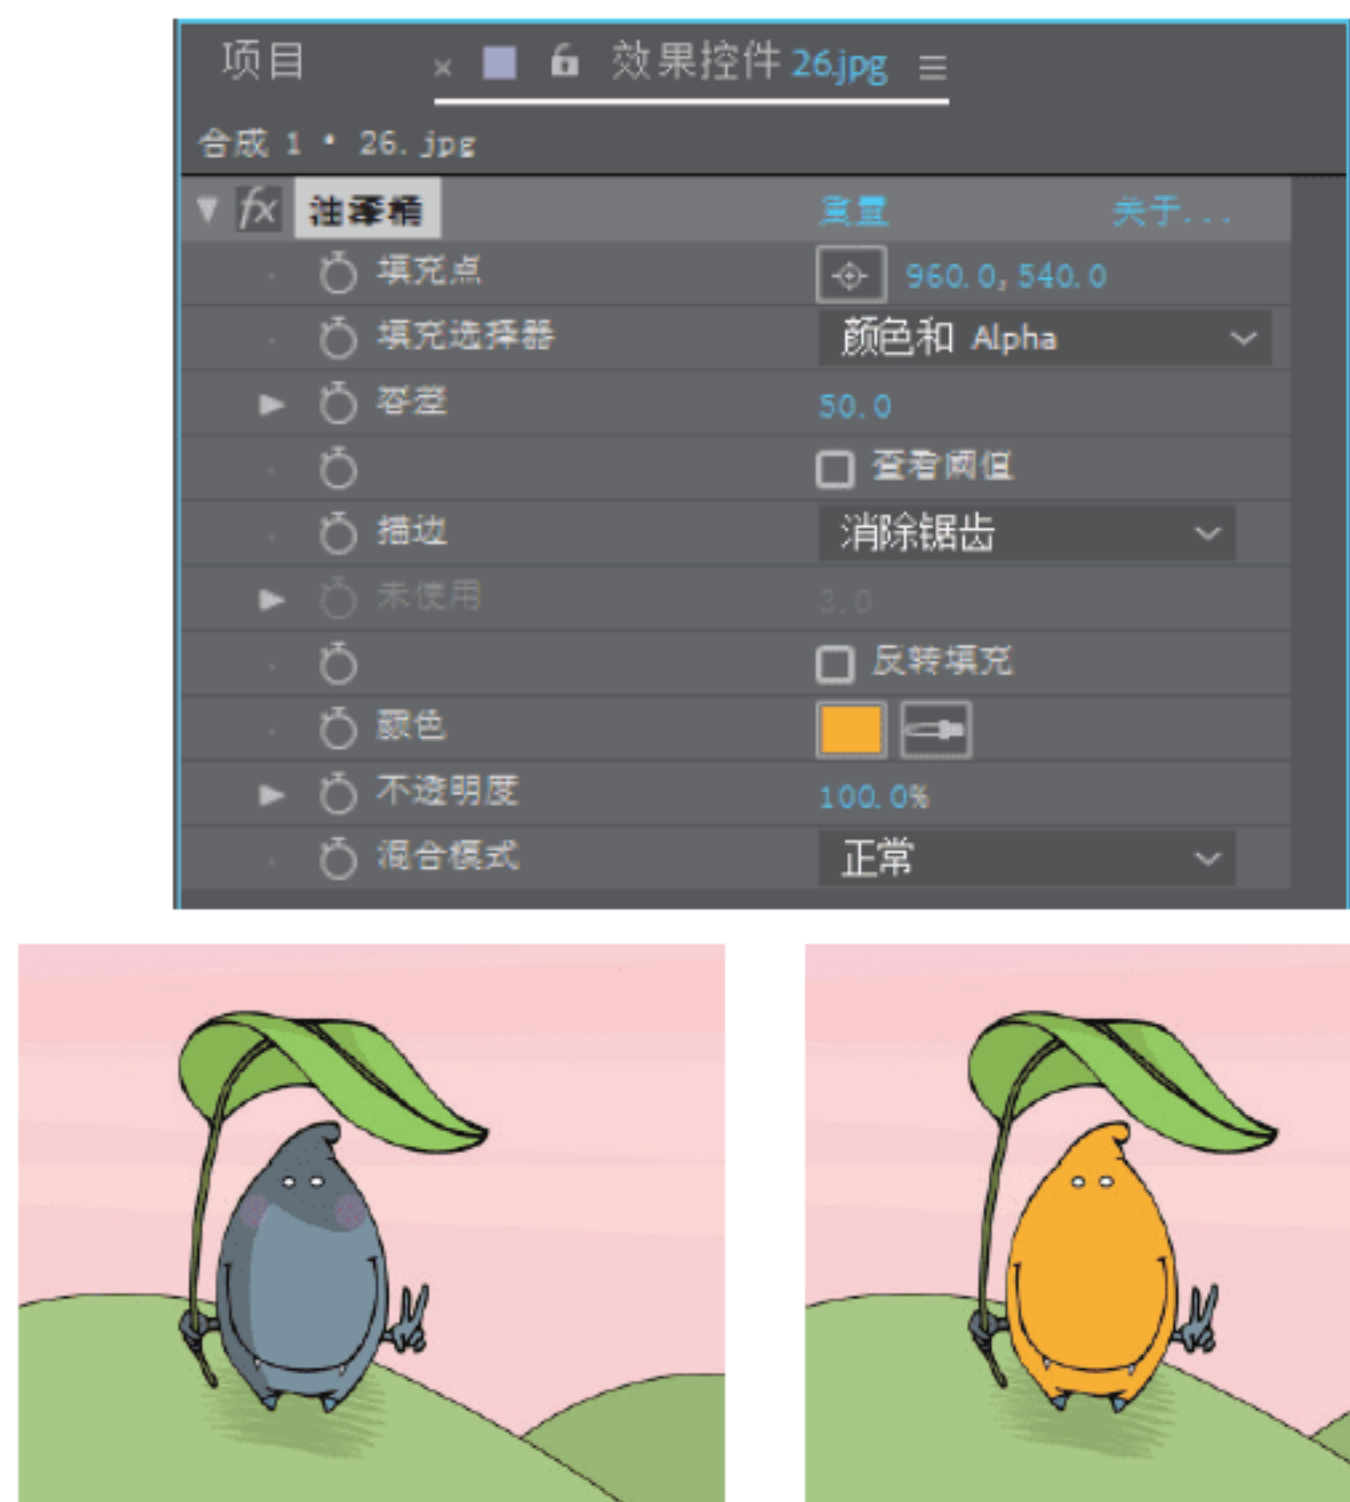 项目 × 效果控件 26.jpg ≡
合成 1 • 26.jpg
fx 油漆桶 重置 关于...
填充点 960.0, 540.0
填充选择器 颜色和 Alpha
容差 50.0
查看阈值
描边 消除锯齿
未使用 3.0
反转填充
颜色
不透明度 100.0%
混合模式 正常